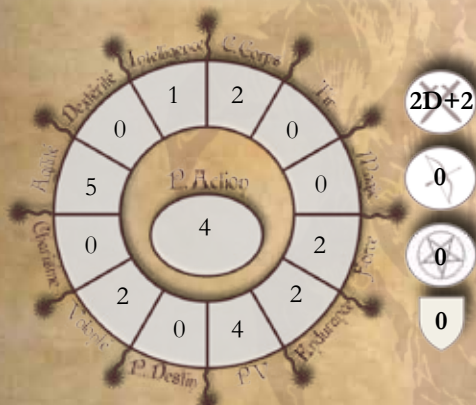 Intelligence
C. Corps
Dextérité
Tir
1
2
0
0
2D+2
Agilité
Magie
5
P. Action
0
0
4
Charisme
0
2
Force
0
Volonté
2
2
Endurance
0
0
4
P. Destin
PV